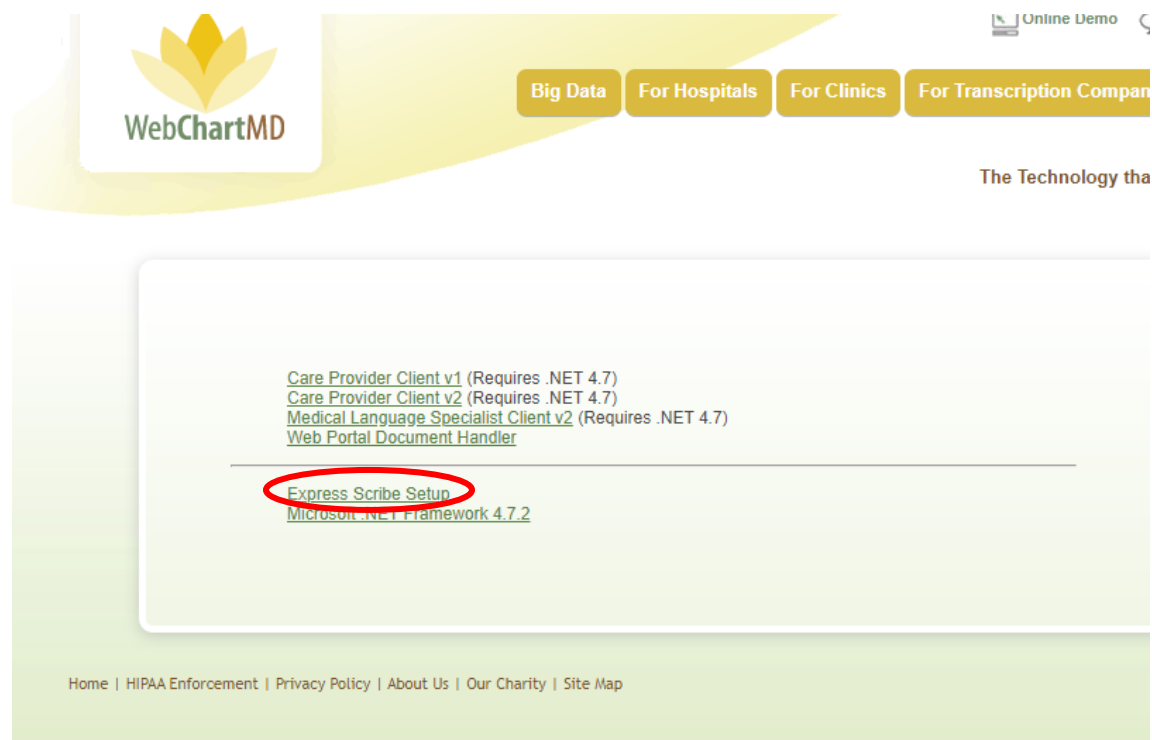 Online Demo
Big Data For Hospitals For Clinics For Transcription Compan
WebChartMD
The Technology tha
Care Provider Client v1 (Requires .NET 4.7)
Care Provider Client v2 (Requires .NET 4.7)
Medical Language Specialist Client v2 (Requires .NET 4.7)
Web Portal Document Handler
Express Scribe Setup
Microsoft .NET Framework 4.7.2
Home | HIPAA Enforcement | Privacy Policy | About Us | Our Charity | Site Map